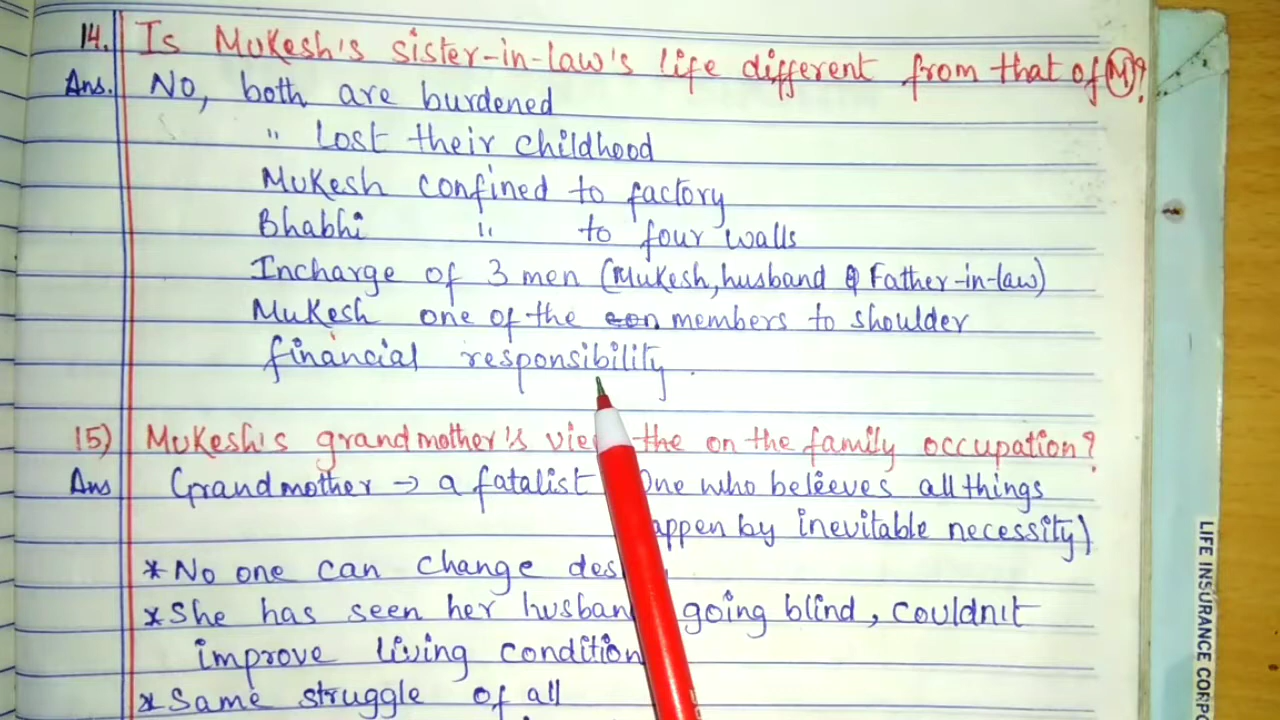 14. Is Mukesh's sister-in-law's life different from that of M?
Ans. No, both are burdened
" Lost their childhood
Mukesh confined to factory
Bhabhi " to four walls
Incharge of 3 men (Mukesh, husband & Father-in-law)
Mukesh one of the members to shoulder
financial responsibility.
15) Mukesh's grandmother's the on the family occupation?
Ans Grandmother → a fatalist One who beleeves all things
by inevitable necessity)
* No one can change
* She has seen her going blind, couldn't
improve living condition
* Same struggle of all
LIFE INSURANCE